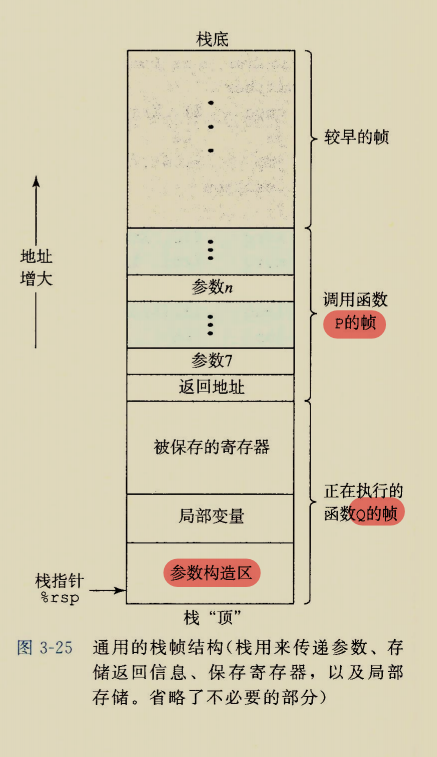 栈底
较早的帧
地址
增大
参数n
调用函数
P的帧
参数7
返回地址
被保存的寄存器
正在执行的
函数Q的帧
局部变量
参数构造区
栈指针
%rsp
栈“顶”
图 3-25 通用的栈帧结构(栈用来传递参数、存
储返回信息、保存寄存器，以及局部
存储。省略了不必要的部分)